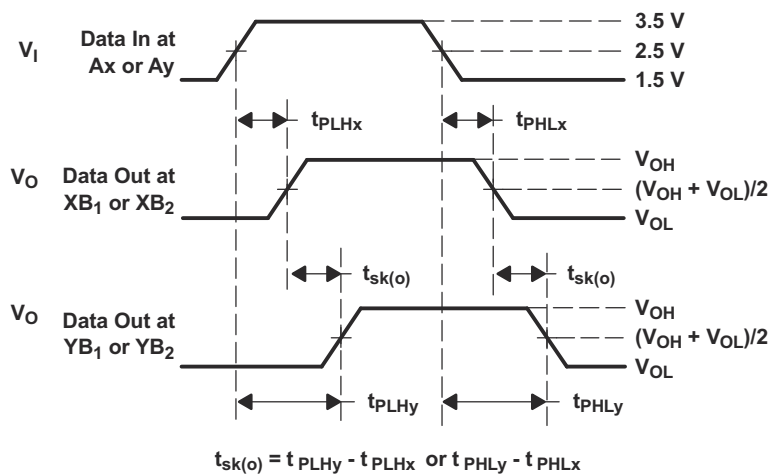 V_I
Data In at
Ax or Ay
3.5 V
2.5 V
1.5 V
t_PLHx
t_PHLx
V_O
Data Out at
XB_1 or XB_2
V_OH
(V_OH + V_OL)/2
V_OL
t_sk(o)
t_sk(o)
V_O
Data Out at
YB_1 or YB_2
V_OH
(V_OH + V_OL)/2
V_OL
t_PLHy
t_PHLy
t_sk(o) = t_PLHy - t_PLHx or t_PHLy - t_PHLx